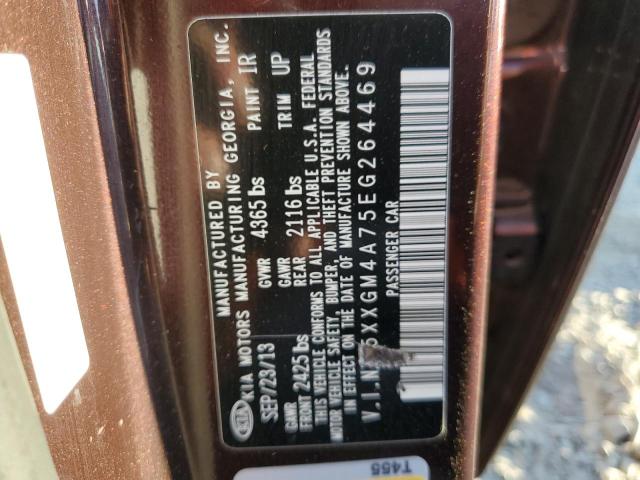 MANUFACTURED BY
KIA KIA MOTORS MANUFACTURING GEORGIA, INC.
SEP/23/13 GVWR 4365 lbs PAINT IR
GAWR FRONT 2425 lbs GAWR REAR 2116 lbs TRIM UP
THIS VEHICLE CONFORMS TO ALL APPLICABLE U.S.A. FEDERAL
MOTOR VEHICLE SAFETY, BUMPER, AND THEFT PREVENTION STANDARDS
IN EFFECT ON THE DATE OF MANUFACTURE SHOWN ABOVE.
V.I.N. 5XXGM4A75EG264469
PASSENGER CAR
T455